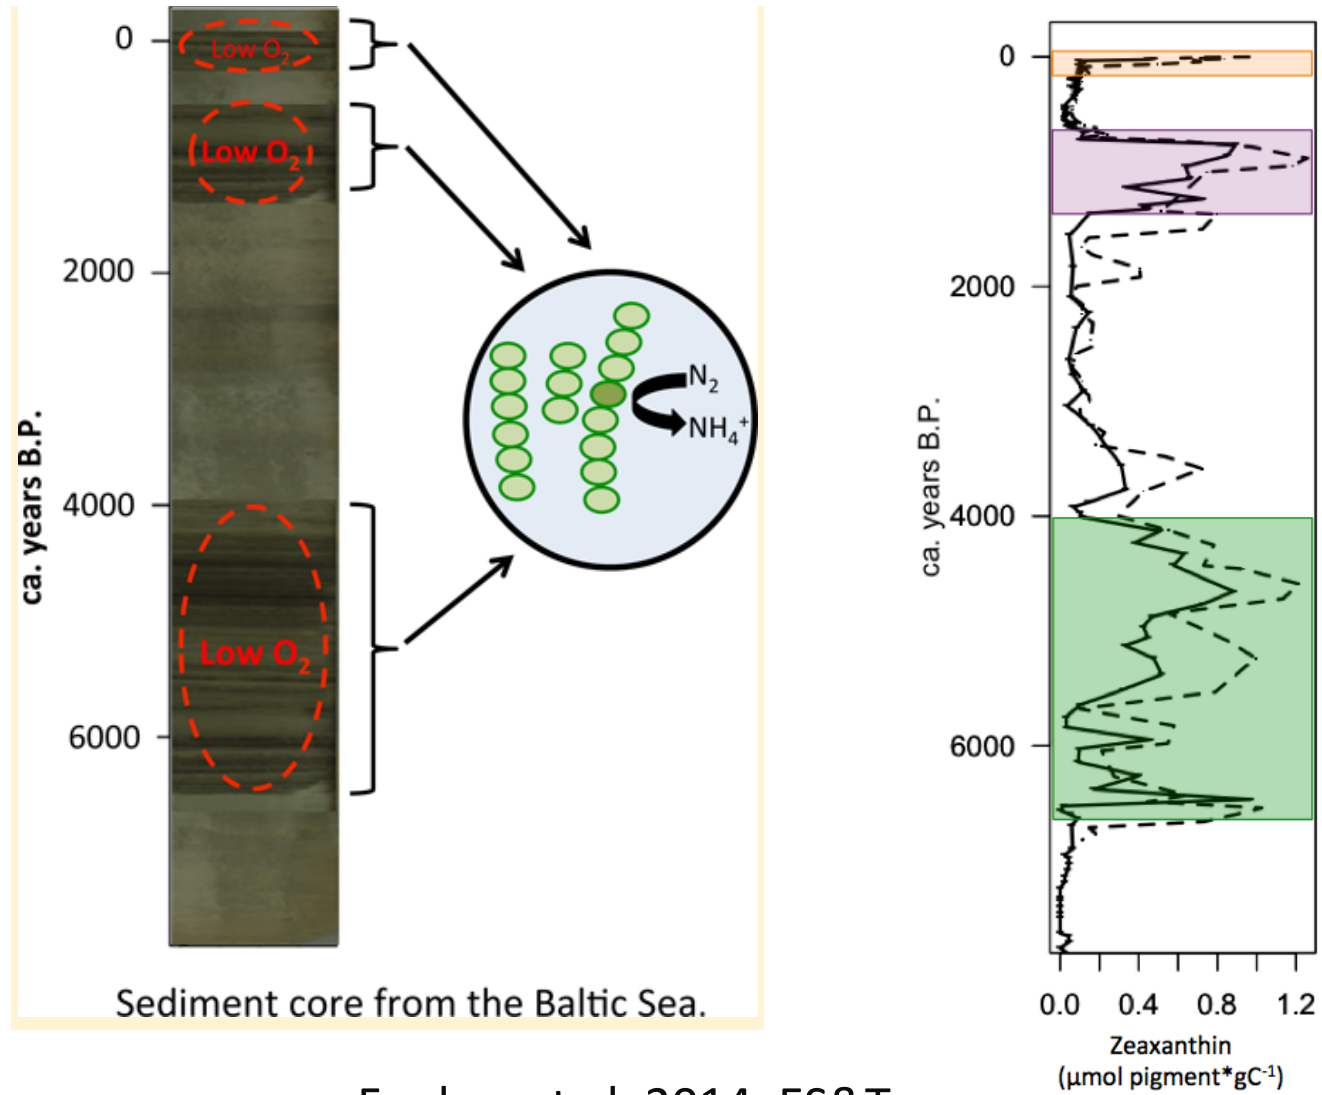 ca. years B.P.
0
2000
4000
6000
Low O2
Low O2
Low O2
N2
NH4+
Sediment core from the Baltic Sea.
ca. years B.P.
0
2000
4000
6000
0.0 0.4 0.8 1.2
Zeaxanthin
(µmol pigment*gC-1)
2014